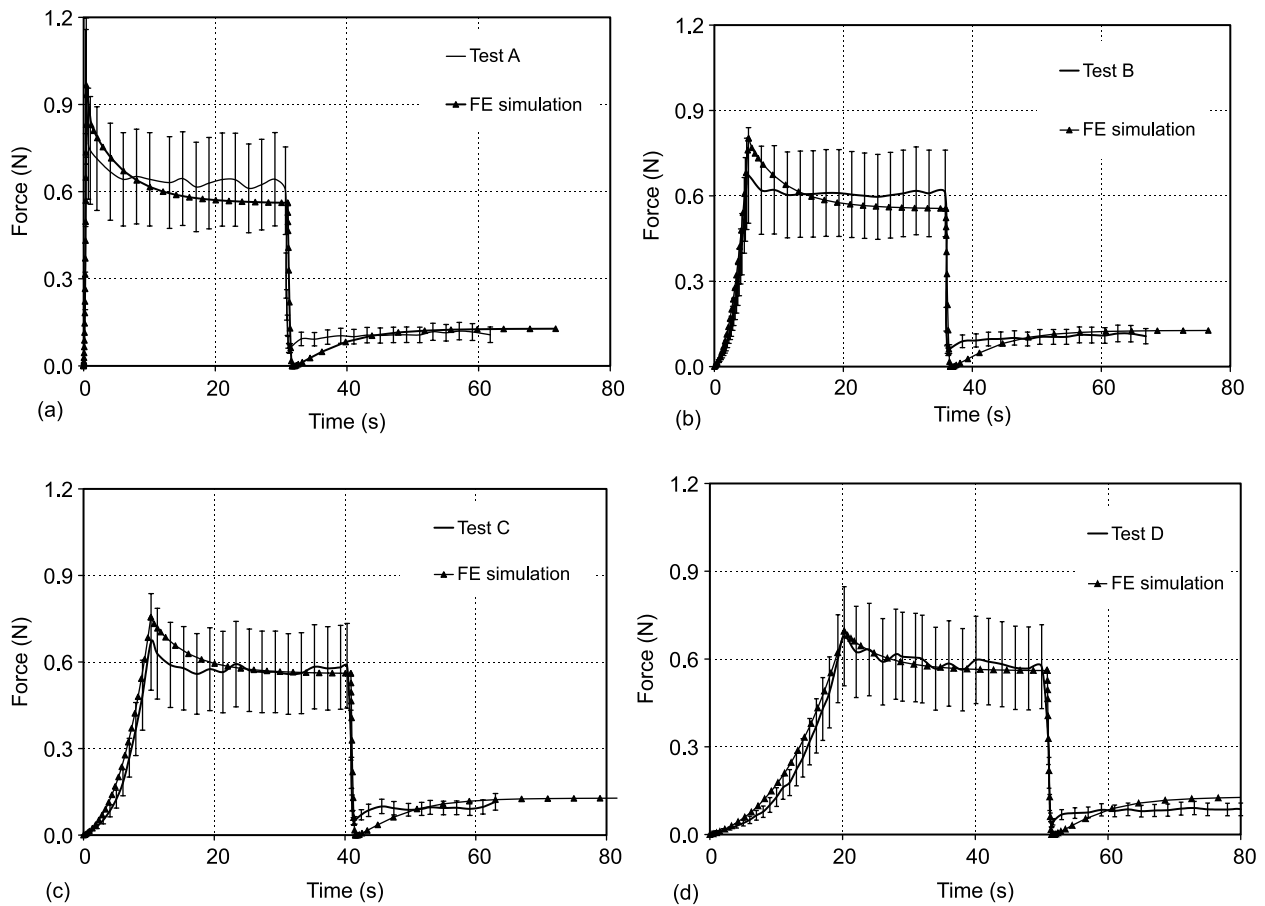 1.2
0.9
0.6
0.3
0.0
Force (N)
Test A
FE simulation
0 20 40 60 80
Time (s)
(a)
1.2
0.9
0.6
0.3
0.0
Force (N)
Test B
FE simulation
0 20 40 60 80
Time (s)
(b)
1.2
0.9
0.6
0.3
0.0
Force (N)
Test C
FE simulation
0 20 40 60 80
Time (s)
(c)
1.2
0.9
0.6
0.3
0.0
Force (N)
Test D
FE simulation
0 20 40 60 80
Time (s)
(d)